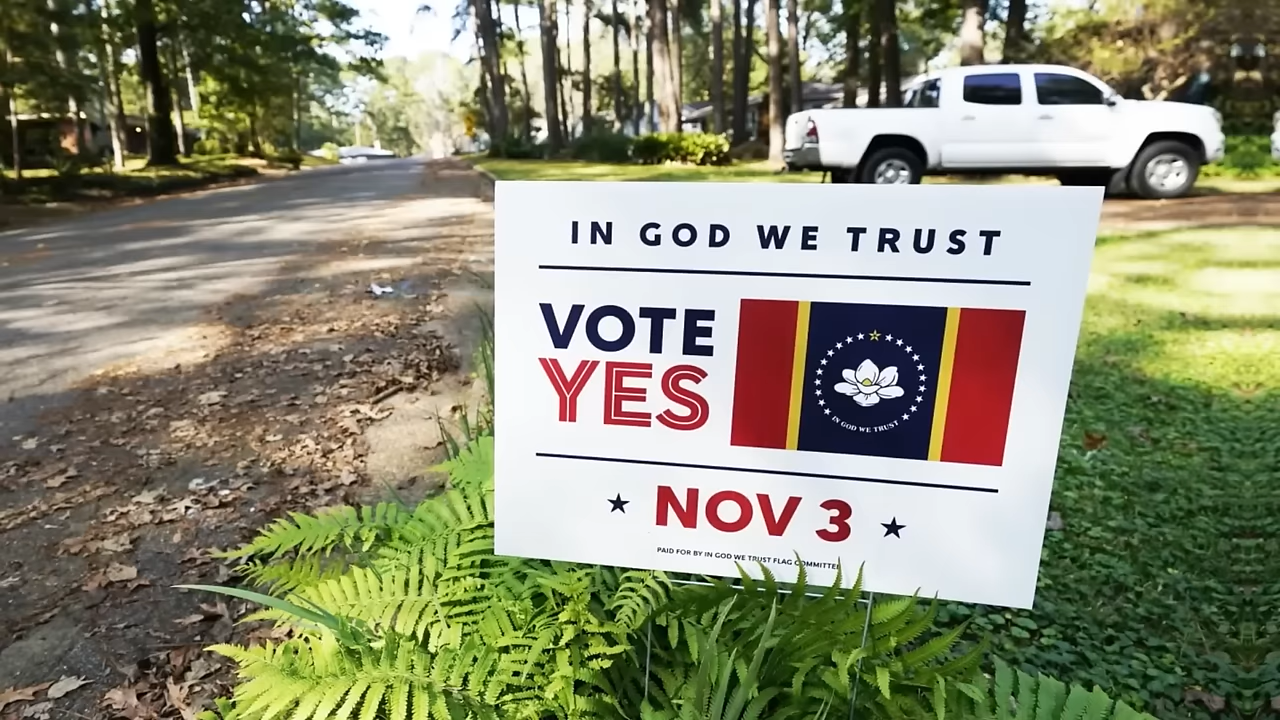 IN GOD WE TRUST
VOTE
YES
IN GOD WE TRUST
NOV 3
PAID FOR BY IN GOD WE TRUST FLAG COMMITTEE